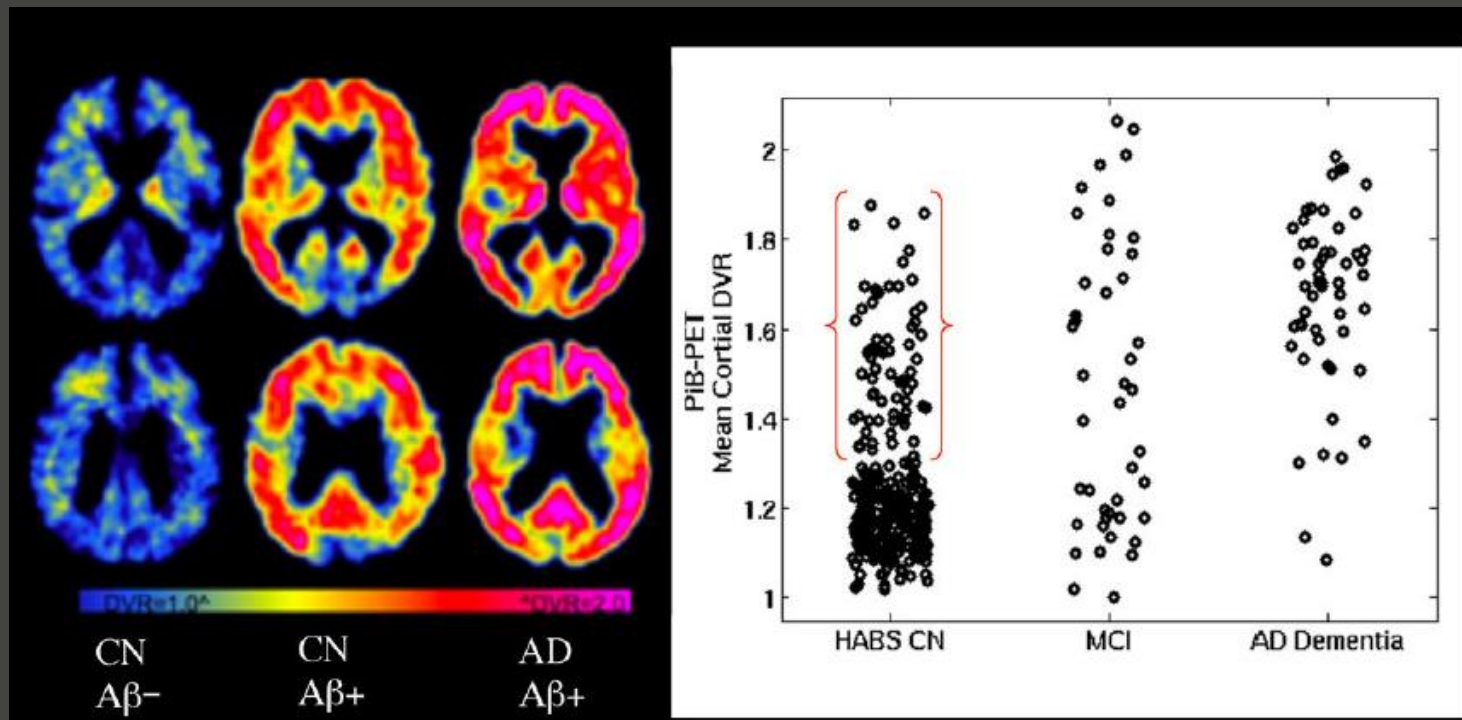 DVR=1.0^
^DVR=2.0
CN
Aβ−
CN
Aβ+
AD
Aβ+
PiB-PET
Mean Cortial DVR
2
1.8
1.6
1.4
1.2
1
HABS CN
MCI
AD Dementia